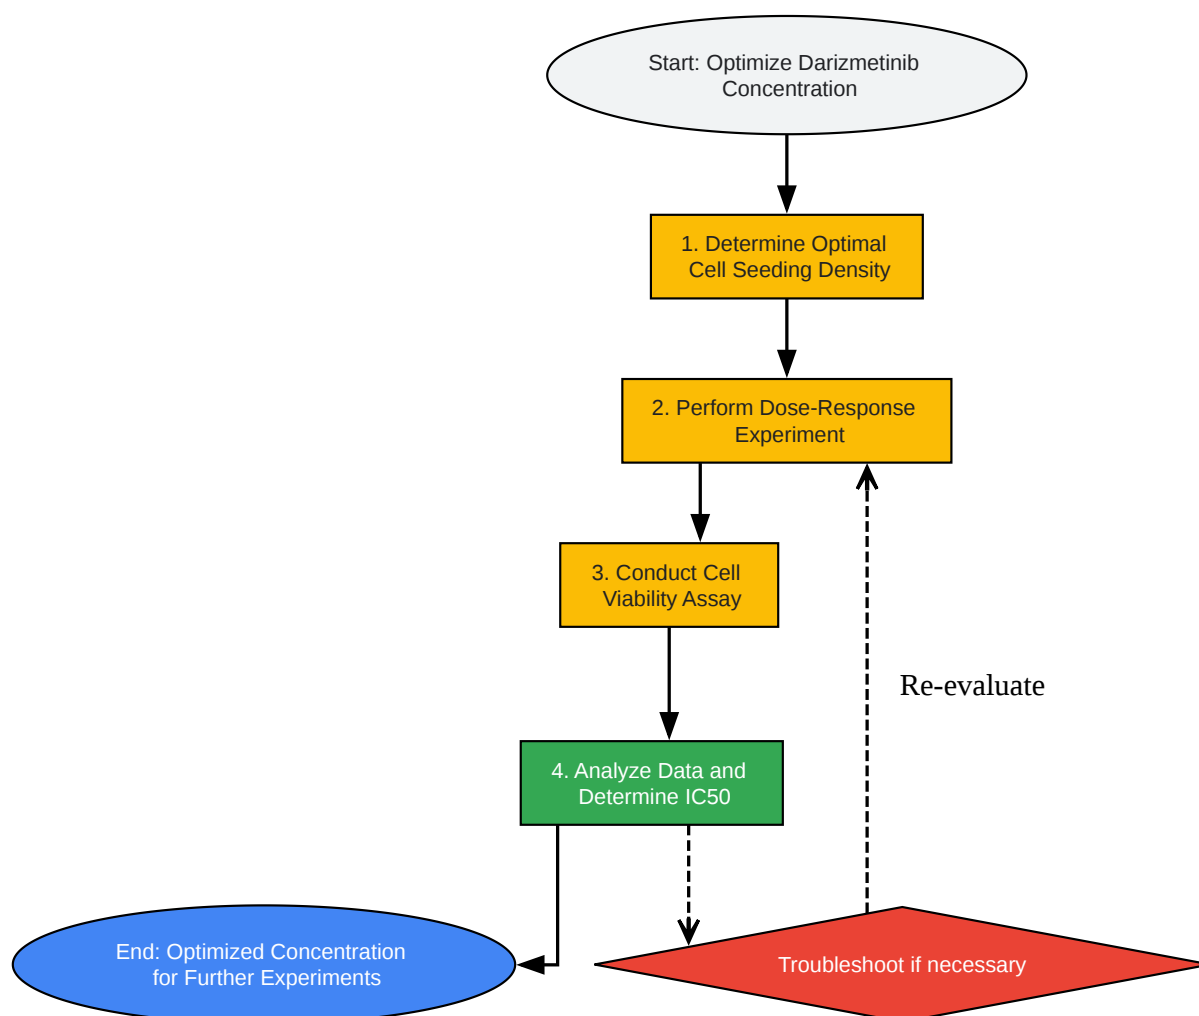 Start: Optimize Darizmetinib
Concentration
1. Determine Optimal
Cell Seeding Density
2. Perform Dose-Response
Experiment
3. Conduct Cell
Viability Assay
Re-evaluate
4. Analyze Data and
Determine IC50
End: Optimized Concentration
for Further Experiments
Troubleshoot if necessary